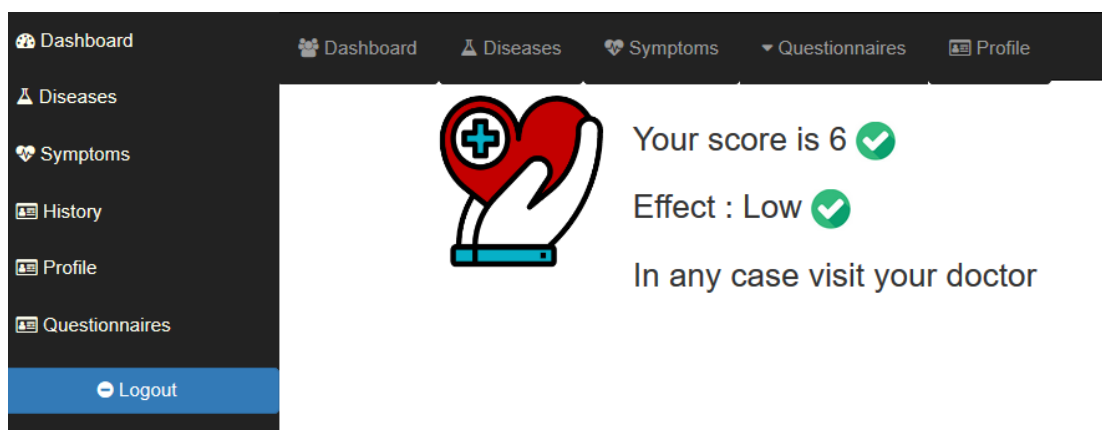 Dashboard
Diseases
Symptoms
History
Profile
Questionnaires
Logout
Dashboard Diseases Symptoms Questionnaires Profile
Your score is 6
Effect : Low
In any case visit your doctor